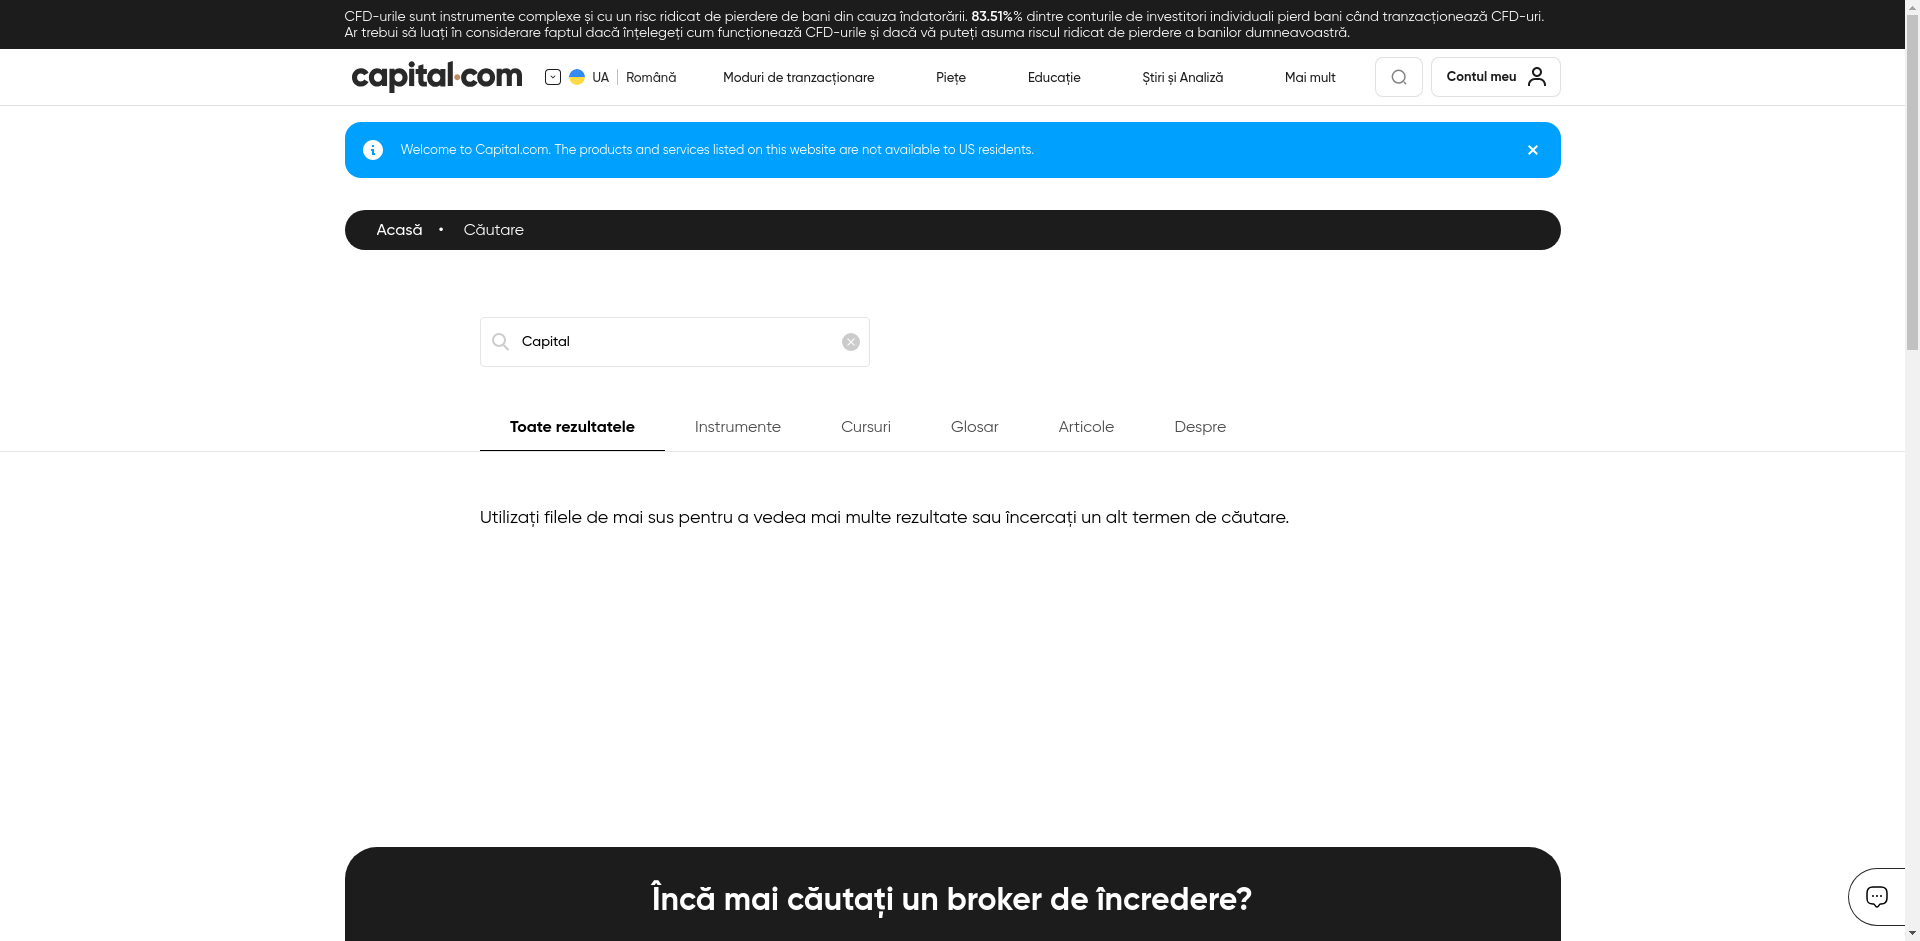 CFD-urile sunt instrumente complexe și cu un risc ridicat de pierdere de bani din cauza îndatorării. 83.51%% dintre conturile de investitori individuali pierd bani când tranzacționează CFD-uri.
Ar trebui să luați în considerare faptul dacă înțelegeți cum funcționează CFD-urile și dacă vă puteți asuma riscul ridicat de pierdere a banilor dumneavoastră.
capital.com UA Română Moduri de tranzacționare Piețe Educație Știri și Analiză Mai mult Contul meu
Welcome to Capital.com. The products and services listed on this website are not available to US residents.
Acasă • Căutare
Capital
Toate rezultatele Instrumente Cursuri Glosar Articole Despre
Utilizați filele de mai sus pentru a vedea mai multe rezultate sau încercați un alt termen de căutare.
Încă mai căutați un broker de încredere?